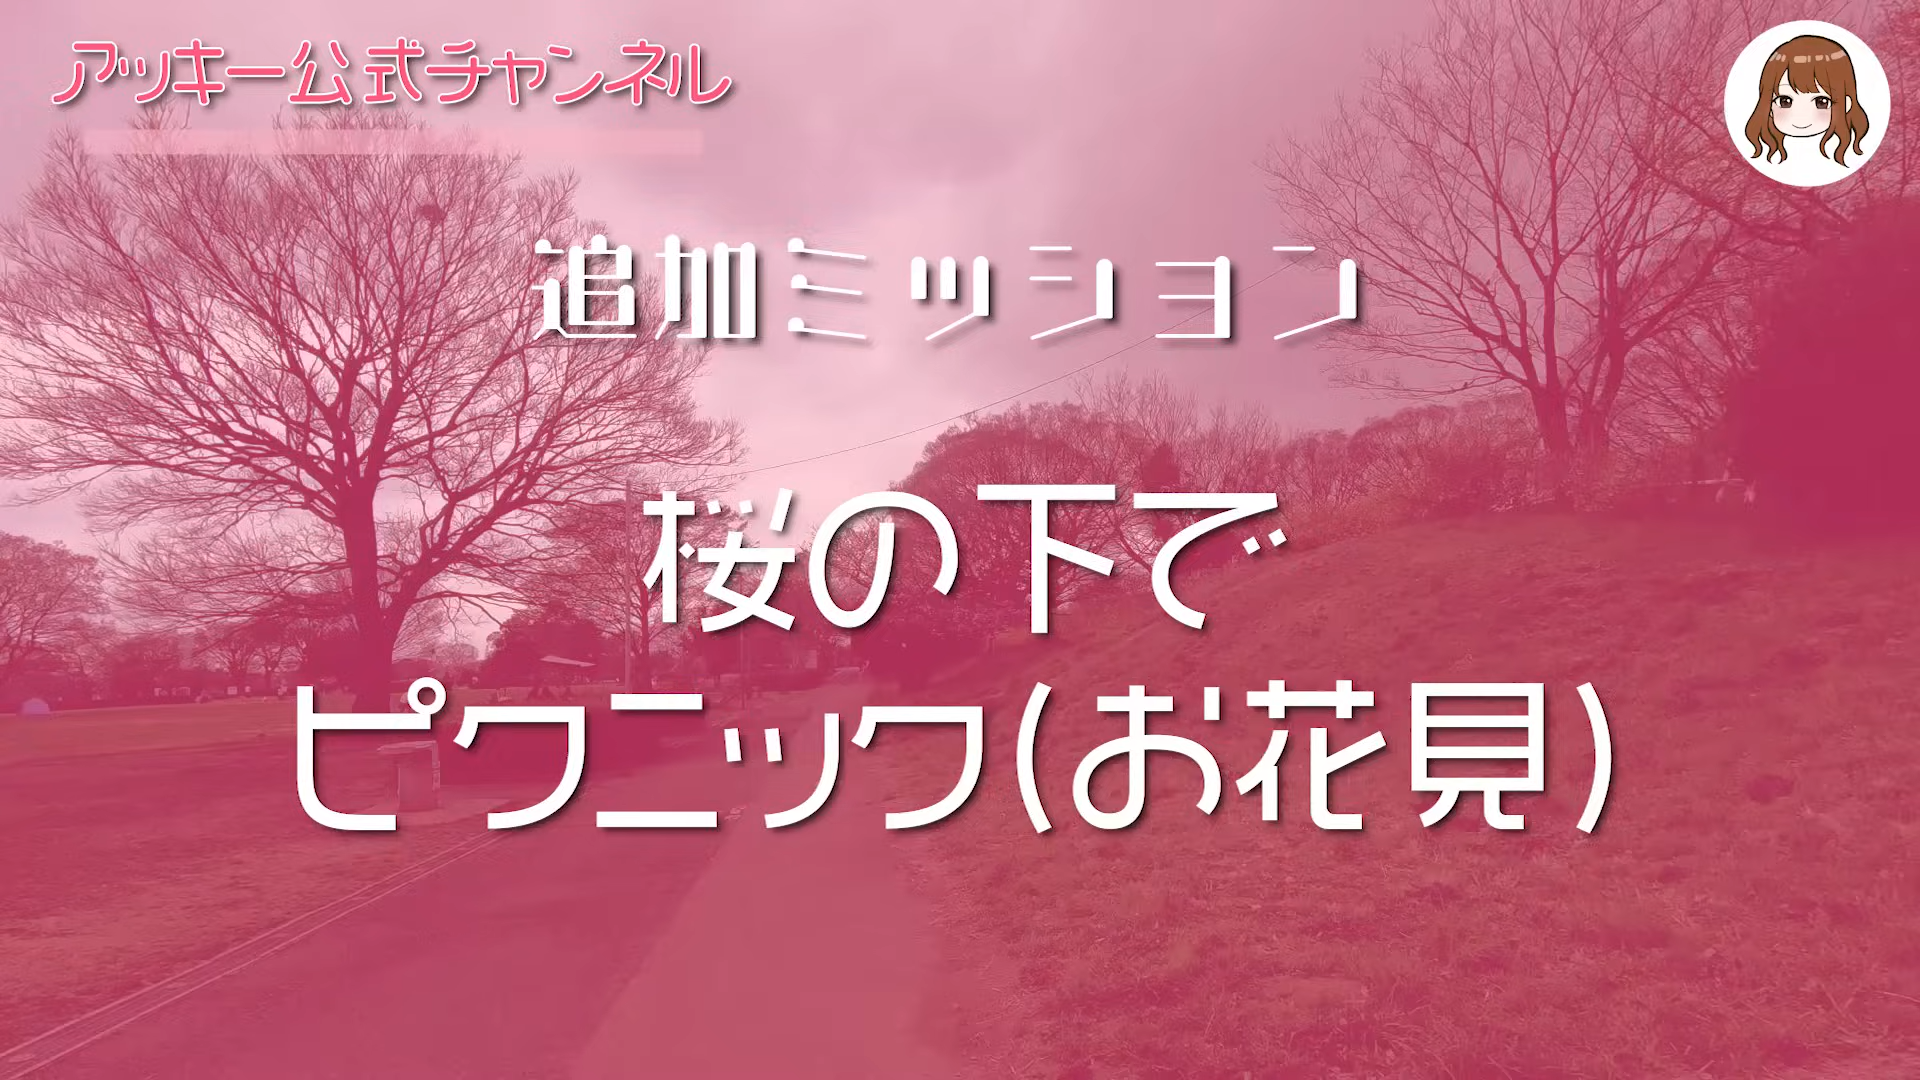 アッキー公式チャンネル
追加ミッション
桜の下で
ピクニック(お花見)